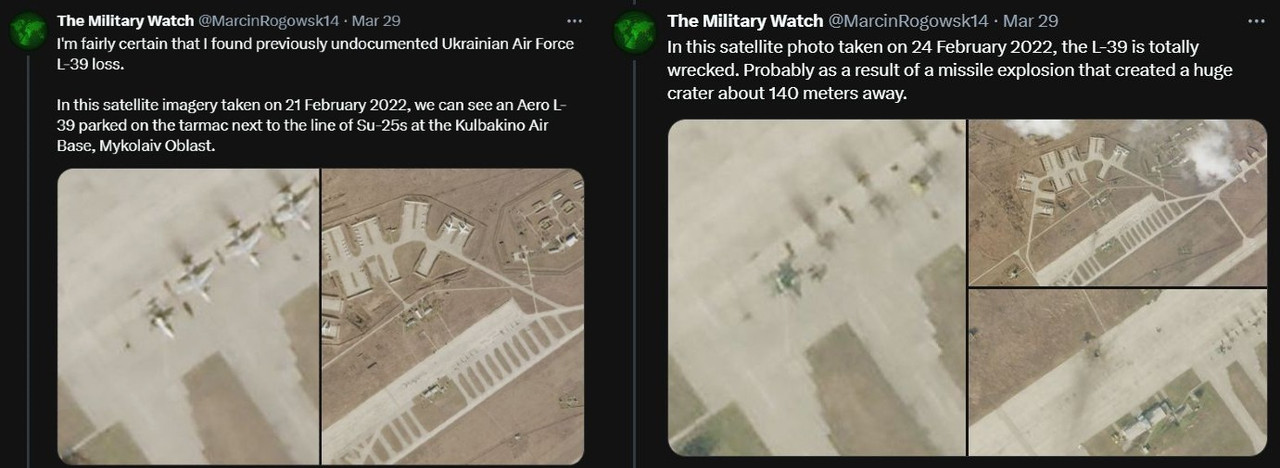 The Military Watch @MarcinRogowsk14 · Mar 29
I'm fairly certain that I found previously undocumented Ukrainian Air Force
L-39 loss.
In this satellite imagery taken on 21 February 2022, we can see an Aero L-
39 parked on the tarmac next to the line of Su-25s at the Kulbakino Air
Base, Mykolaiv Oblast.
The Military Watch @MarcinRogowsk14 · Mar 29
In this satellite photo taken on 24 February 2022, the L-39 is totally
wrecked. Probably as a result of a missile explosion that created a huge
crater about 140 meters away.